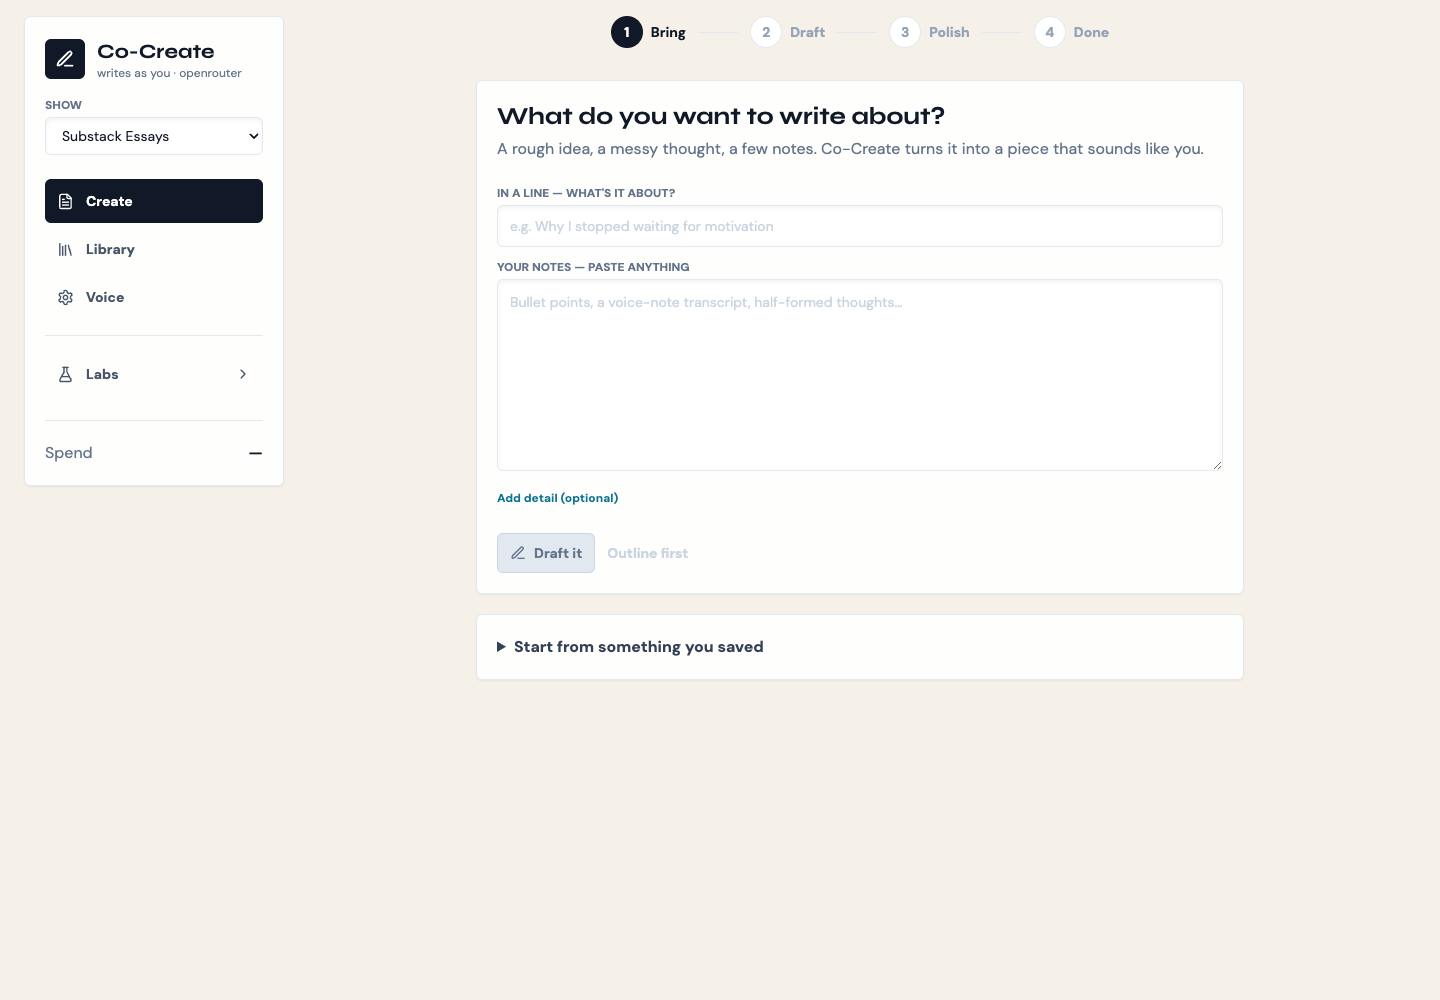 Co-Create
writes as you · openrouter
SHOW
Substack Essays
Create
Library
Voice
Labs
Spend
—
1 Bring
2 Draft
3 Polish
4 Done
What do you want to write about?
A rough idea, a messy thought, a few notes. Co-Create turns it into a piece that sounds like you.
IN A LINE — WHAT'S IT ABOUT?
e.g. Why I stopped waiting for motivation
YOUR NOTES — PASTE ANYTHING
Bullet points, a voice-note transcript, half-formed thoughts…
Add detail (optional)
Draft it
Outline first
Start from something you saved